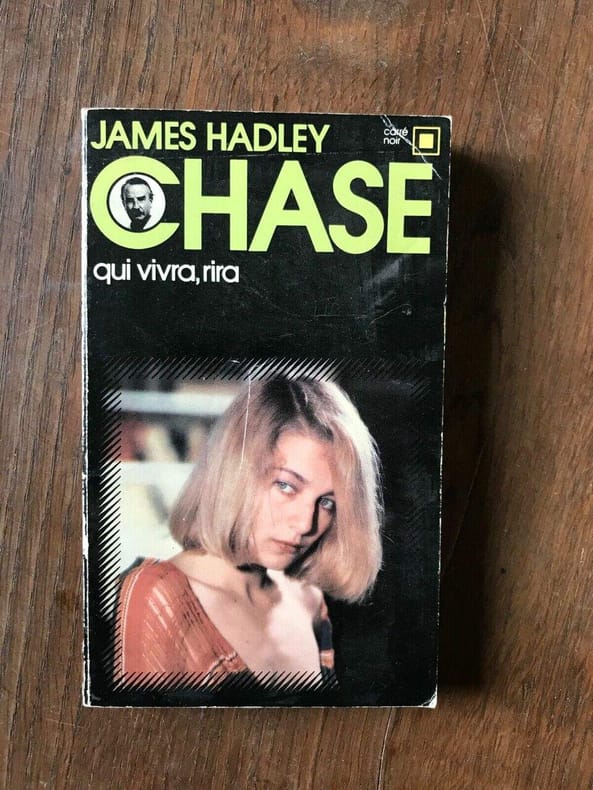 JAMES HADLEY
carré
noir
CHASE
qui vivra, rira